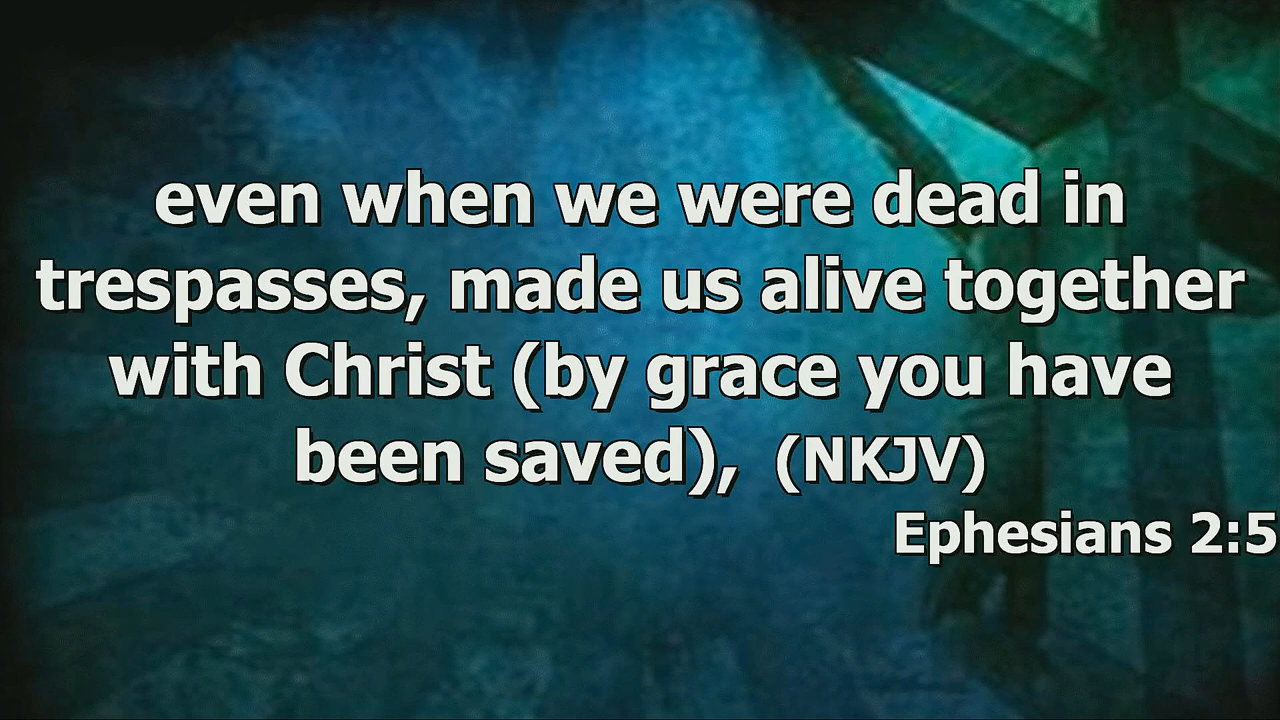 even when we were dead in
trespasses, made us alive together
with Christ (by grace you have
been saved), (NKJV)
Ephesians 2:5